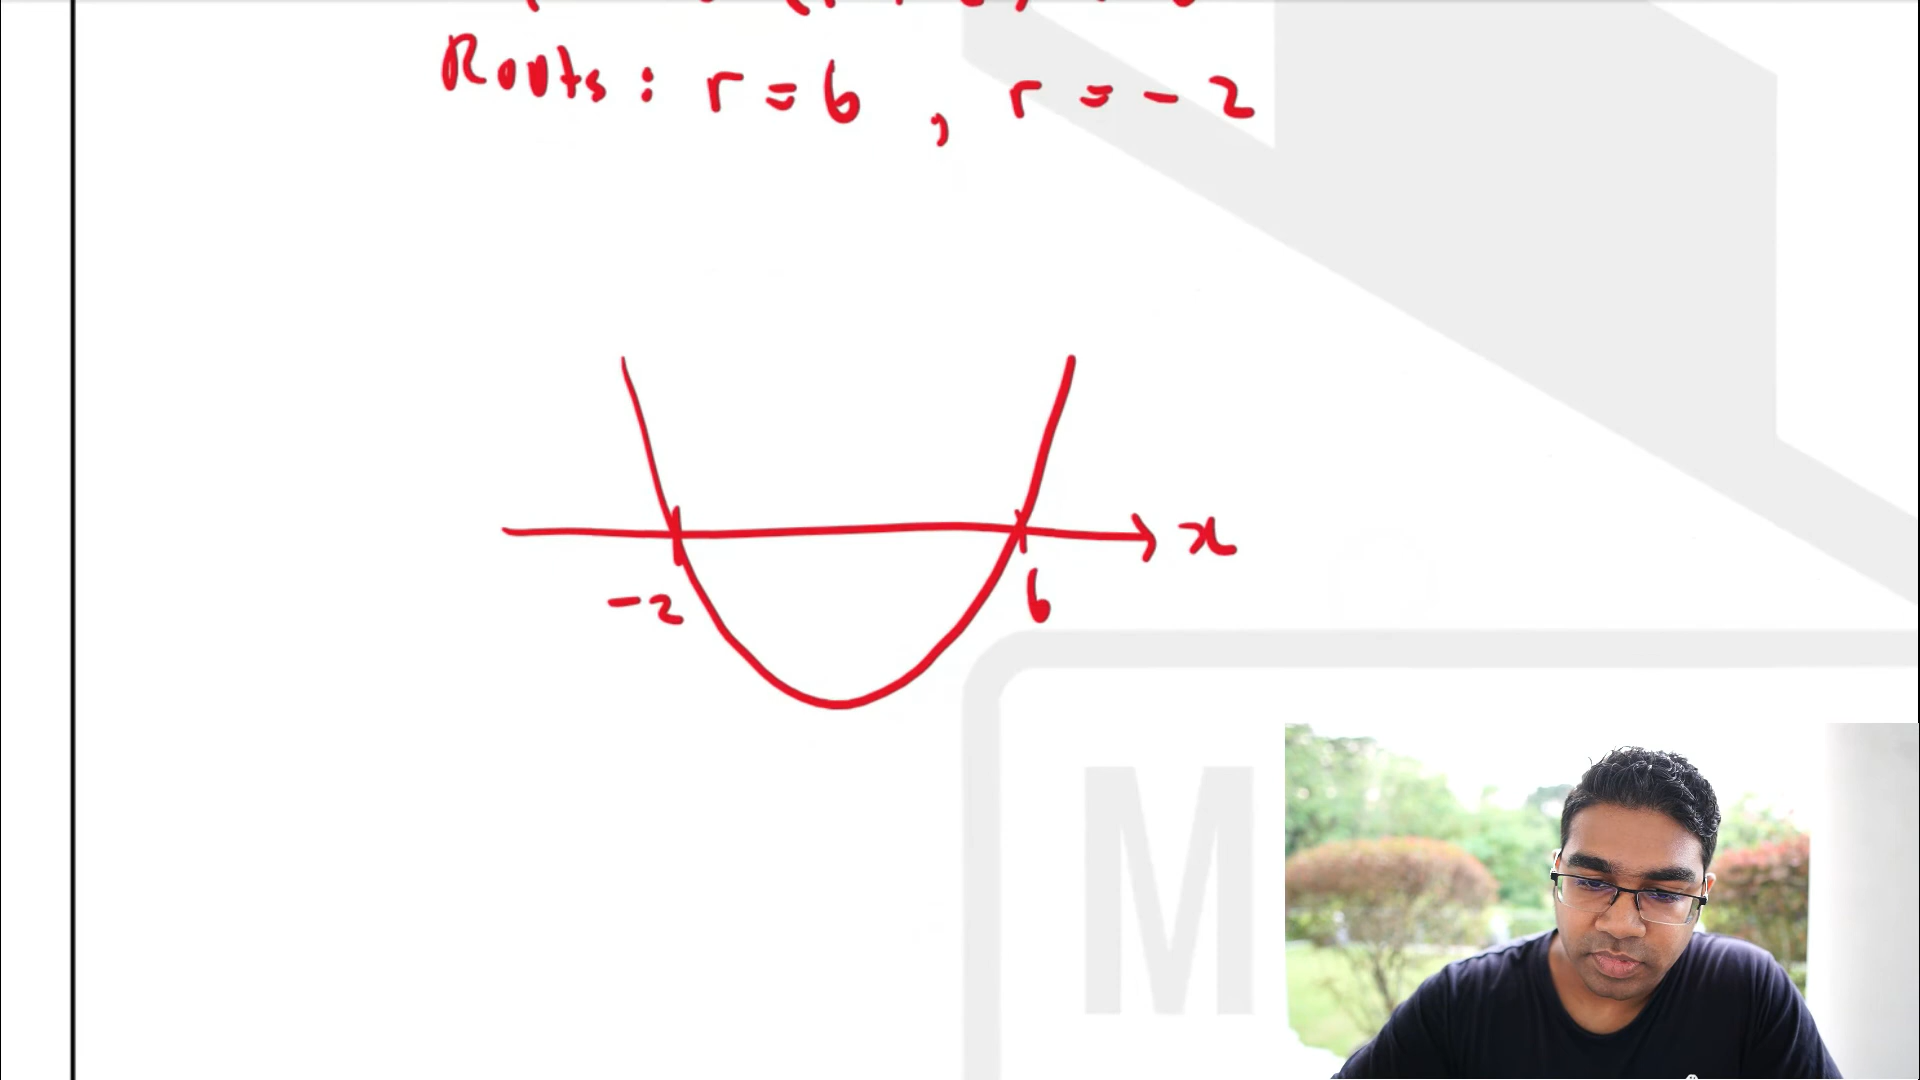 Roots : r = 6 , r = - 2
x
-2
6
M